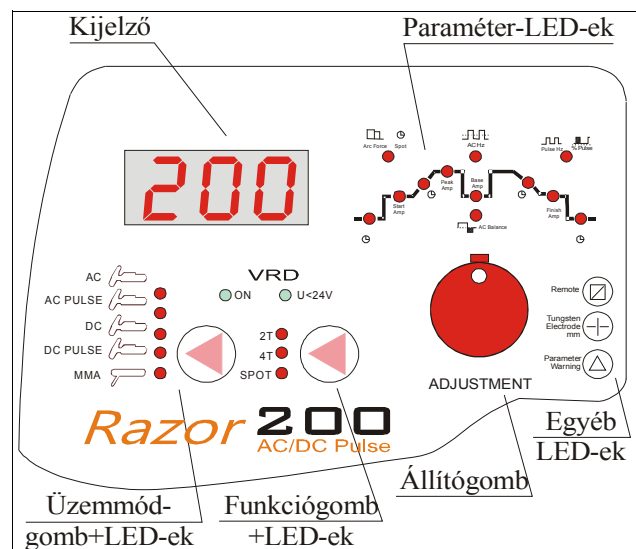 Kijelző
Paraméter-LED-ek
200
Arc Force Spot
AC Hz
Pulse Hz % Pulse
Peak Amp
Base Amp
Start Amp
Finish Amp
AC Balance
AC
AC PULSE
DC
DC PULSE
MMA
VRD
ON U<24V
2T
4T
SPOT
ADJUSTMENT
Remote
Tungsten
Electrode
mm
Parameter
Warning
Razor 200
AC/DC Pulse
Egyéb
LED-ek
Állítógomb
Üzemmód-
gomb+LED-ek
Funkciógomb
+LED-ek